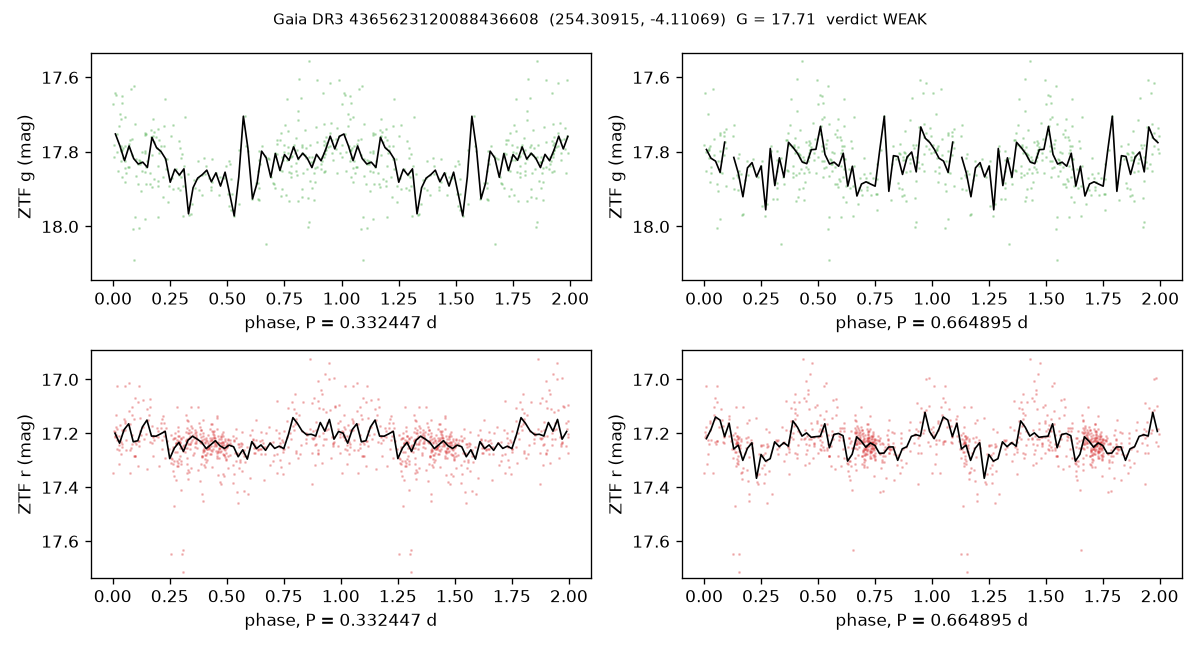 Gaia DR3 4365623120088436608 (254.30915, -4.11069) G = 17.71 verdict WEAK
ZTF g (mag)
17.6
17.8
18.0
0.00 0.25 0.50 0.75 1.00 1.25 1.50 1.75 2.00
phase, P = 0.332447 d
ZTF g (mag)
17.6
17.8
18.0
0.00 0.25 0.50 0.75 1.00 1.25 1.50 1.75 2.00
phase, P = 0.664895 d
ZTF r (mag)
17.0
17.2
17.4
17.6
0.00 0.25 0.50 0.75 1.00 1.25 1.50 1.75 2.00
phase, P = 0.332447 d
ZTF r (mag)
17.0
17.2
17.4
17.6
0.00 0.25 0.50 0.75 1.00 1.25 1.50 1.75 2.00
phase, P = 0.664895 d